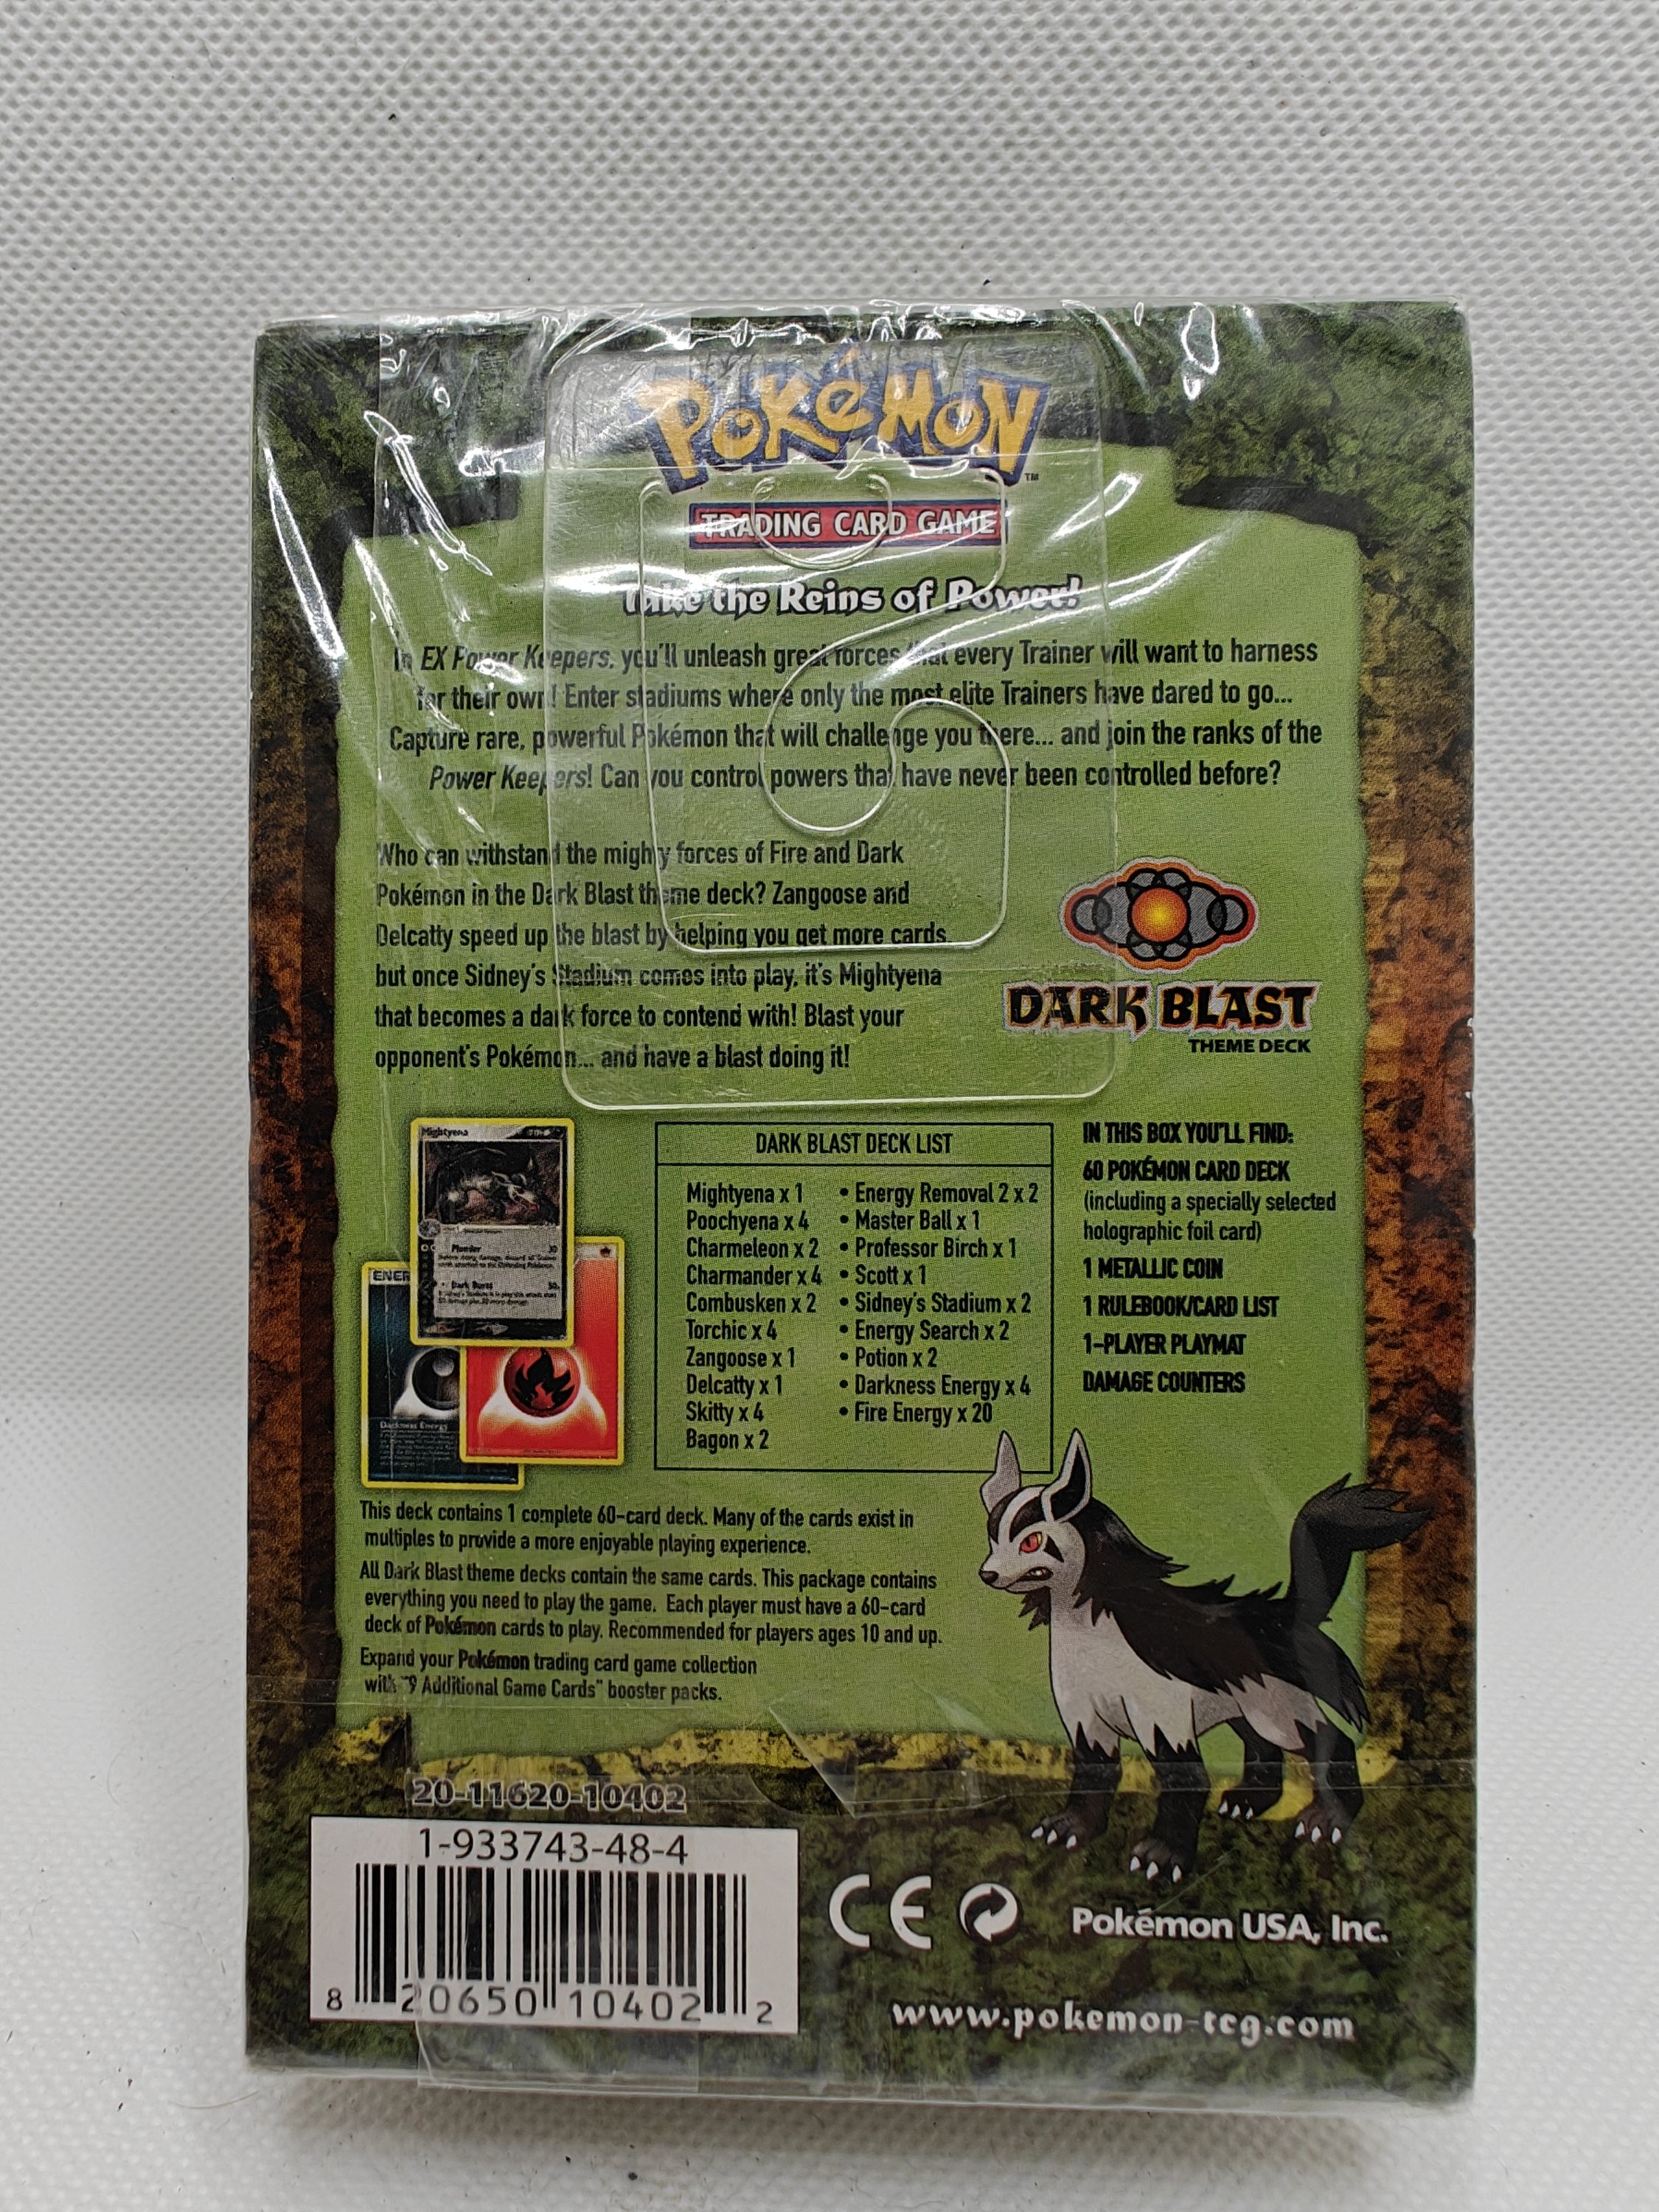 POKéMON™
TRADING CARD GAME
Take the Reins of Power!
In EX Power Keepers, you'll unleash great forces that every Trainer will want to harness
for their own! Enter stadiums where only the most elite Trainers have dared to go...
Capture rare, powerful Pokémon that will challenge you there... and join the ranks of the
Power Keepers! Can you control powers that have never been controlled before?
Who can withstand the mighty forces of Fire and Dark
Pokémon in the Dark Blast theme deck? Zangoose and
Delcatty speed up the blast by helping you get more cards,
but once Sidney's Stadium comes into play, it's Mightyena
that becomes a dark force to contend with! Blast your
opponent's Pokémon... and have a blast doing it!
DARK BLAST
THEME DECK
Mightyena
Plunder 30
Dark Burst 50
ENER
Darkness Energy
DARK BLAST DECK LIST
Mightyena x 1
Poochyena x 4
Charmeleon x 2
Charmander x 4
Combusken x 2
Torchic x 4
Zangoose x 1
Delcatty x 1
Skitty x 4
Bagon x 2
• Energy Removal 2 x 2
• Master Ball x 1
• Professor Birch x 1
• Scott x 1
• Sidney's Stadium x 2
• Energy Search x 2
• Potion x 2
• Darkness Energy x 4
• Fire Energy x 20
IN THIS BOX YOU'LL FIND:
60 POKÉMON CARD DECK
(including a specially selected
holographic foil card)
1 METALLIC COIN
1 RULEBOOK/CARD LIST
1-PLAYER PLAYMAT
DAMAGE COUNTERS
This deck contains 1 complete 60-card deck. Many of the cards exist in
multiples to provide a more enjoyable playing experience.
All Dark Blast theme decks contain the same cards. This package contains
everything you need to play the game. Each player must have a 60-card
deck of Pokémon cards to play. Recommended for players ages 10 and up.
Expand your Pokémon trading card game collection
with "9 Additional Game Cards" booster packs.
20-11620-10402
1-933743-48-4
8 20650 10402 2
CE
Pokémon USA, Inc.
www.pokemon-tcg.com